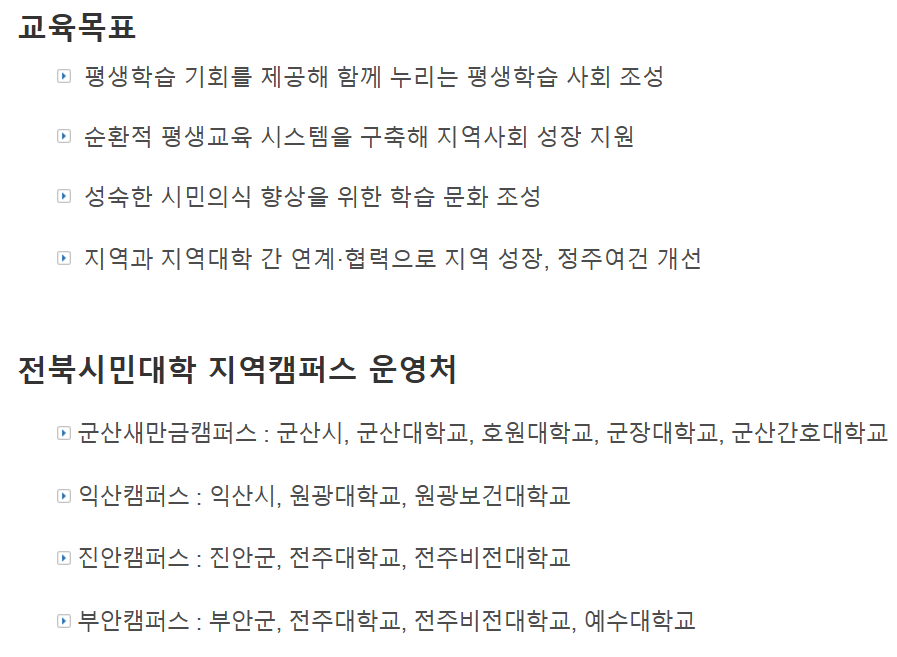 교육목표
평생학습 기회를 제공해 함께 누리는 평생학습 사회 조성
순환적 평생교육 시스템을 구축해 지역사회 성장 지원
성숙한 시민의식 향상을 위한 학습 문화 조성
지역과 지역대학 간 연계·협력으로 지역 성장, 정주여건 개선
전북시민대학 지역캠퍼스 운영처
군산새만금캠퍼스 : 군산시, 군산대학교, 호원대학교, 군장대학교, 군산간호대학교
익산캠퍼스 : 익산시, 원광대학교, 원광보건대학교
진안캠퍼스 : 진안군, 전주대학교, 전주비전대학교
부안캠퍼스 : 부안군, 전주대학교, 전주비전대학교, 예수대학교